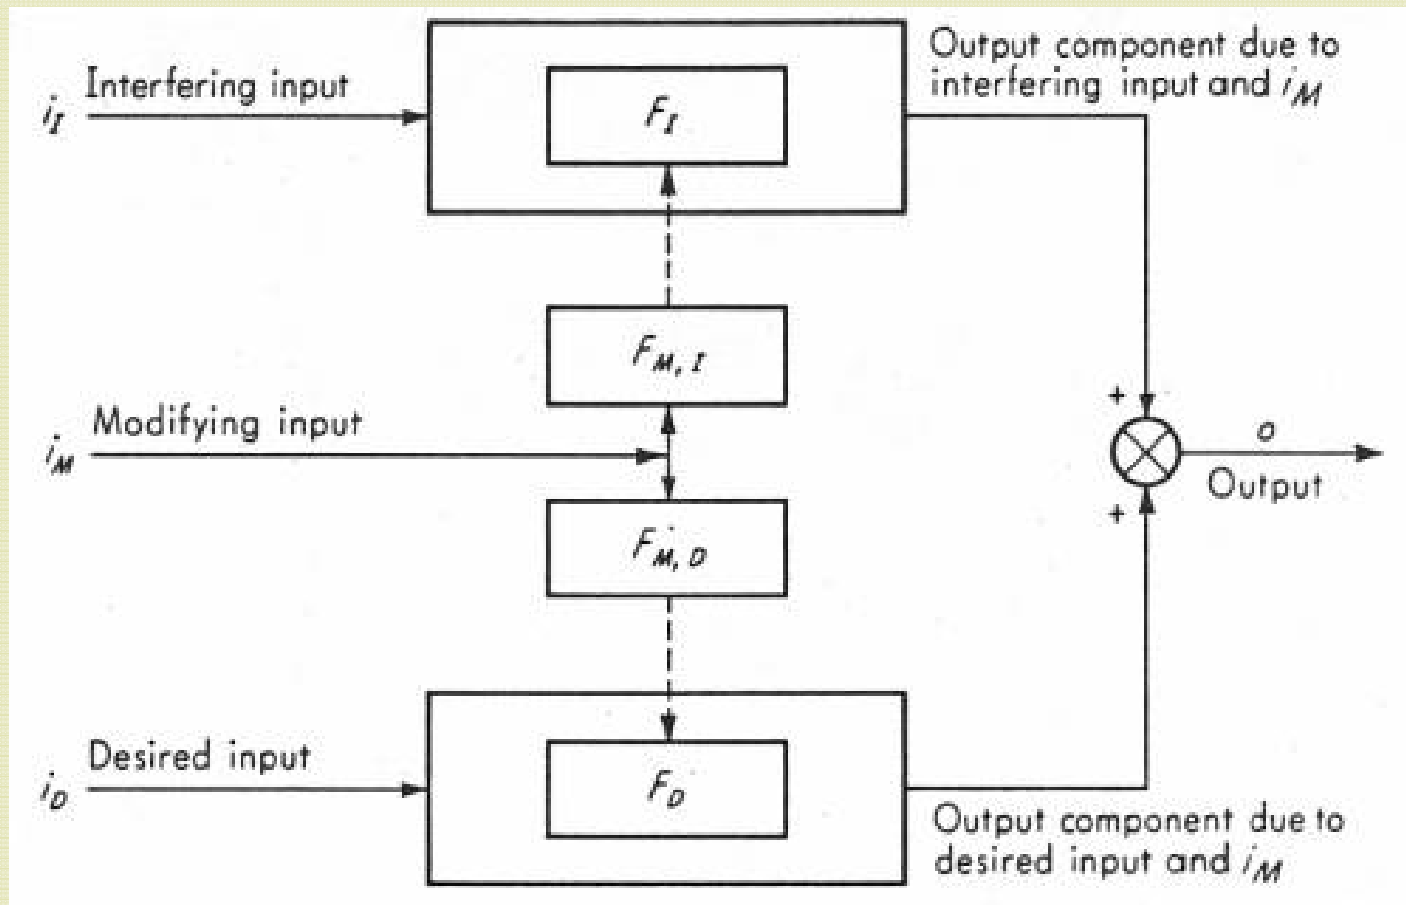 Interfering input
i_I
F_I
Output component due to
interfering input and i_M
F_M, I
Modifying input
i_M
+
o
Output
+
F_M, D
Desired input
i_D
F_D
Output component due to
desired input and i_M